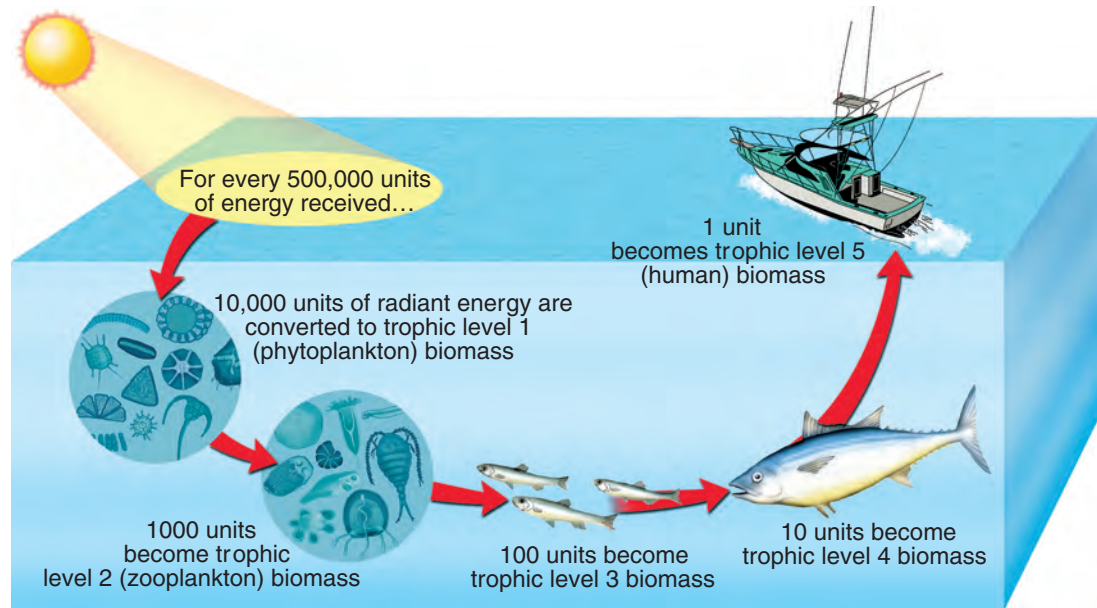 For every 500,000 units
of energy received…
10,000 units of radiant energy are
converted to trophic level 1
(phytoplankton) biomass
1000 units
become trophic
level 2 (zooplankton) biomass
100 units become
trophic level 3 biomass
10 units become
trophic level 4 biomass
1 unit
becomes trophic level 5
(human) biomass